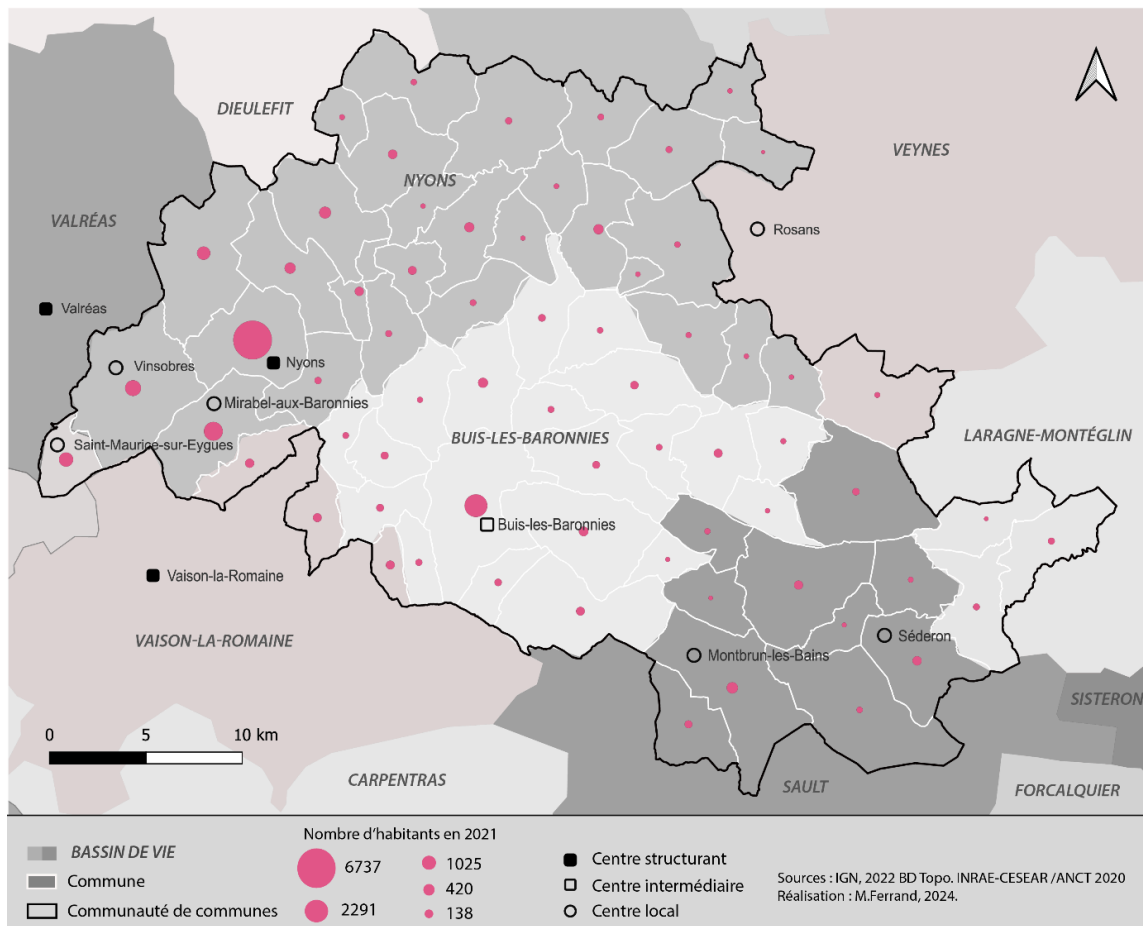 DIEULEFIT
VEYNES
NYONS
VALRÉAS
Rosans
Valréas
Nyons
Vinsobres
Mirabel-aux-Baronnies
Saint-Maurice-sur-Eygues
BUIS-LES-BARONNIES
LARAGNE-MONTÉGLIN
Buis-les-Baronnies
Vaison-la-Romaine
VAISON-LA-ROMAINE
Séderon
Montbrun-les-Bains
SISTERON
0 5 10 km
CARPENTRAS
SAULT
FORCALQUIER
BASSIN DE VIE
Commune
Communauté de communes
Nombre d'habitants en 2021
6737
2291
1025
420
138
Centre structurant
Centre intermédiaire
Centre local
Sources : IGN, 2022 BD Topo. INRAE-CESEAR /ANCT 2020
Réalisation : M.Ferrand, 2024.